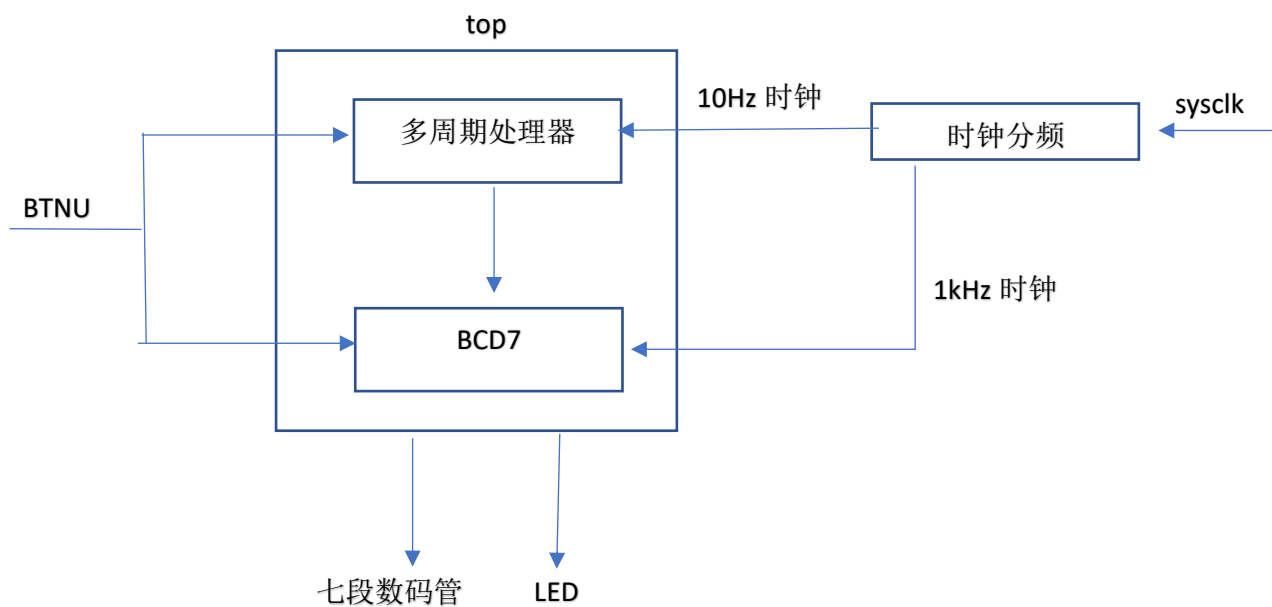 top
10Hz 时钟
sysclk
多周期处理器
时钟分频
BTNU
1kHz 时钟
BCD7
七段数码管
LED